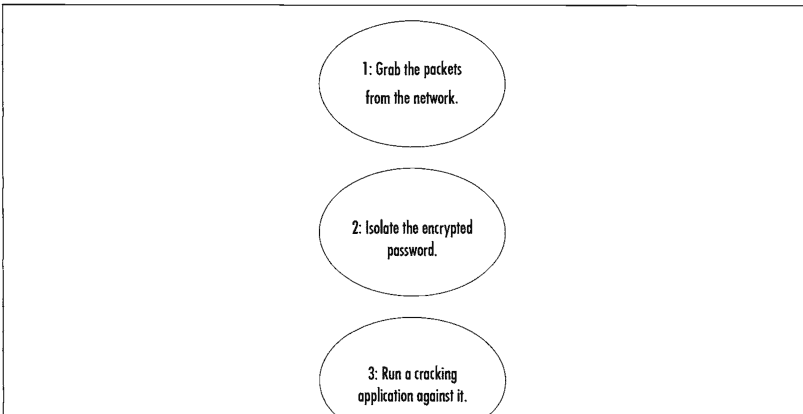 1: Grab the packets
from the network.
2: Isolate the encrypted
password.
3: Run a cracking
application against it.